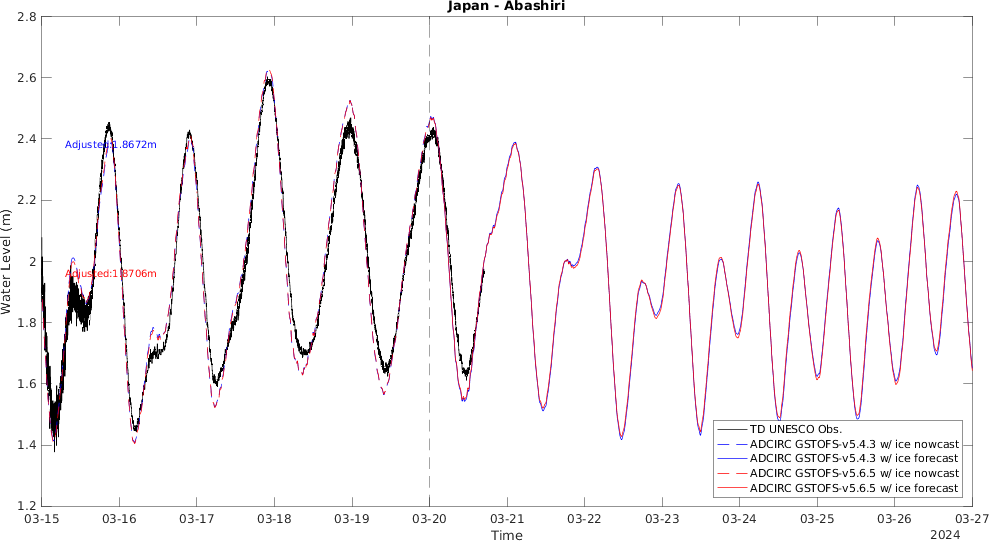 Japan - Abashiri
2.8
2.6
2.4
2.2
2
1.8
1.6
1.4
1.2
Water Level (m)
Adjusted:1.8672m
Adjusted:1.8706m
TD UNESCO Obs.
ADCIRC GSTOFS-v5.4.3 w/ ice nowcast
ADCIRC GSTOFS-v5.4.3 w/ ice forecast
ADCIRC GSTOFS-v5.6.5 w/ ice nowcast
ADCIRC GSTOFS-v5.6.5 w/ ice forecast
03-15 03-16 03-17 03-18 03-19 03-20 03-21 03-22 03-23 03-24 03-25 03-26 03-27
Time
2024